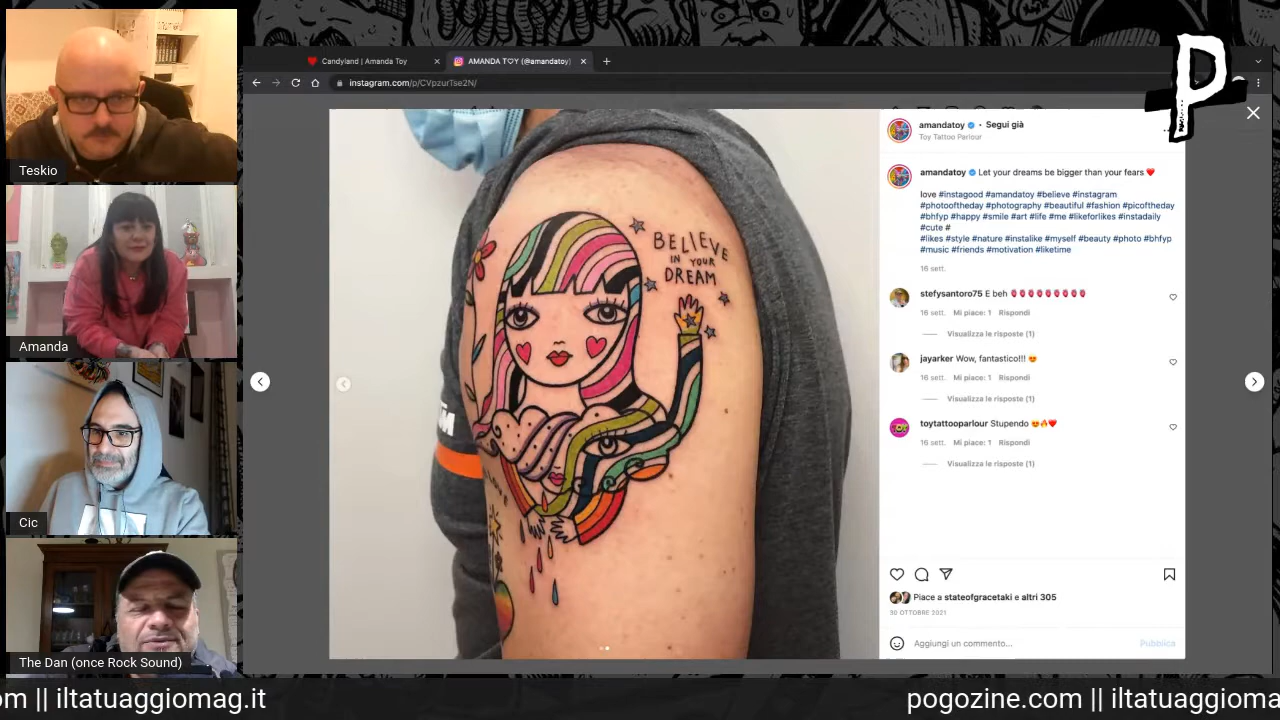 Teskio
Amanda
Cic
The Dan (once Rock Sound)
Candyland | Amanda Toy
AMANDA TOY (@amandatoy)
instagram.com/p/CVpzurTse2N/
P
BELIEVE
IN YOUR
DREAM
amandatoy • Segui già
Toy Tattoo Parlour
amandatoy Let your dreams be bigger than your fears ❤️
love #instagood #amandatoy #believe #instagram
#photooftheday #photography #beautiful #fashion #picoftheday
#bhfyp #happy #smile #art #life #me #likeforlikes #instadaily
#cute #
#likes #style #nature #instalike #myself #beauty #photo #bhfyp
#music #friends #motivation #liketime
16 sett.
stefysantoro75 E beh
16 sett. Mi piace: 1 Rispondi
Visualizza le risposte (1)
jayarker Wow, fantastico!!! 😍
16 sett. Mi piace: 1 Rispondi
Visualizza le risposte (1)
toytattooparlour Stupendo 😍🔥❤️
16 sett. Mi piace: 1 Rispondi
Visualizza le risposte (1)
Piace a stateofgracetaki e altri 305
30 OTTOBRE 2021
Aggiungi un commento...
Pubblica
om || iltatuaggiomag.it pogozine.com || iltatuaggioma